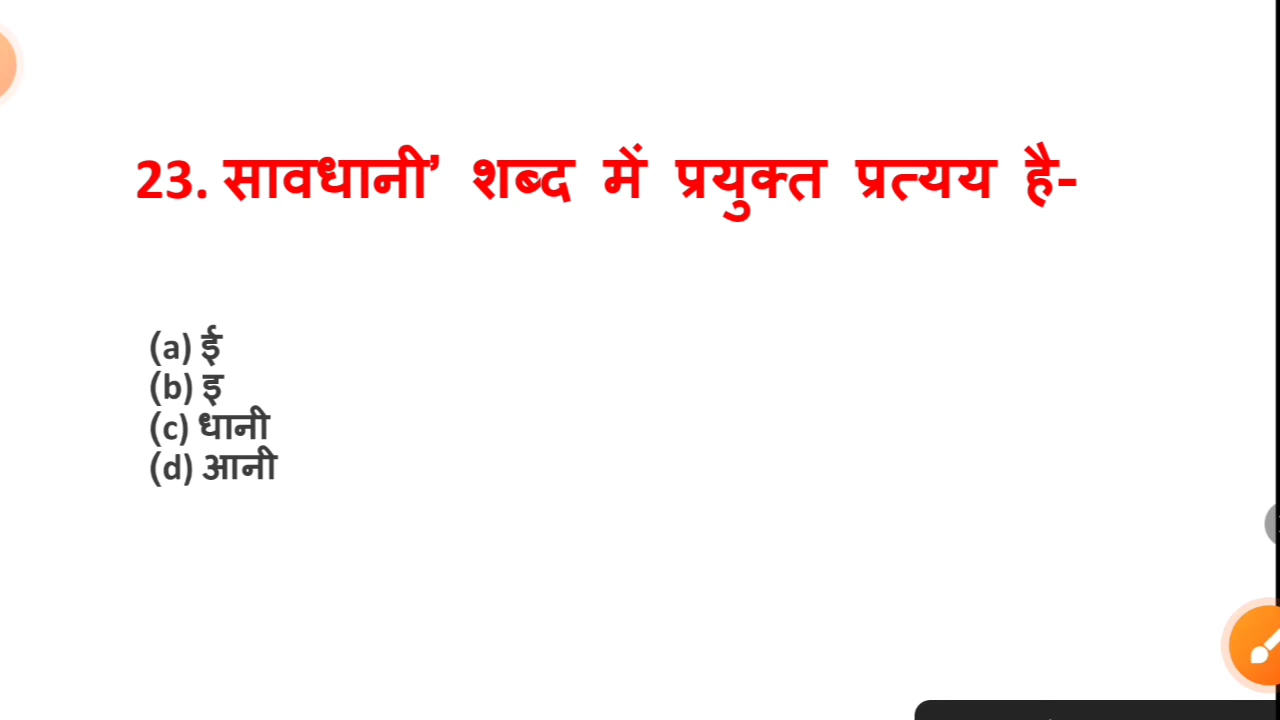 23. सावधानी’ शब्द में प्रयुक्त प्रत्यय है-
(a) ई
(b) इ
(c) धानी
(d) आनी